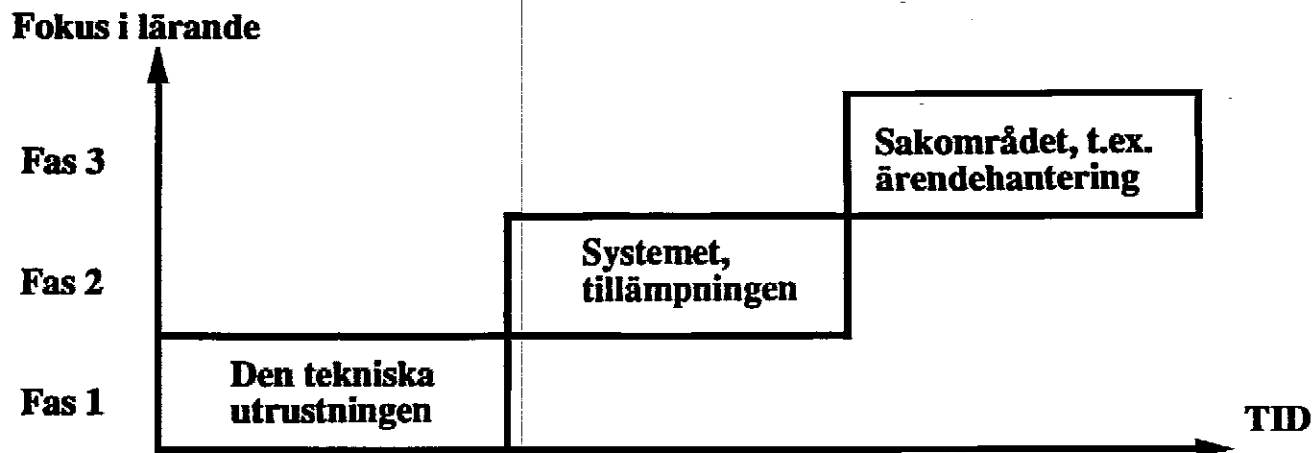 Fokus i lärande
Fas 3
Sakområdet, t.ex.
ärendehantering
Fas 2
Systemet,
tillämpningen
Fas 1
Den tekniska
utrustningen
TID